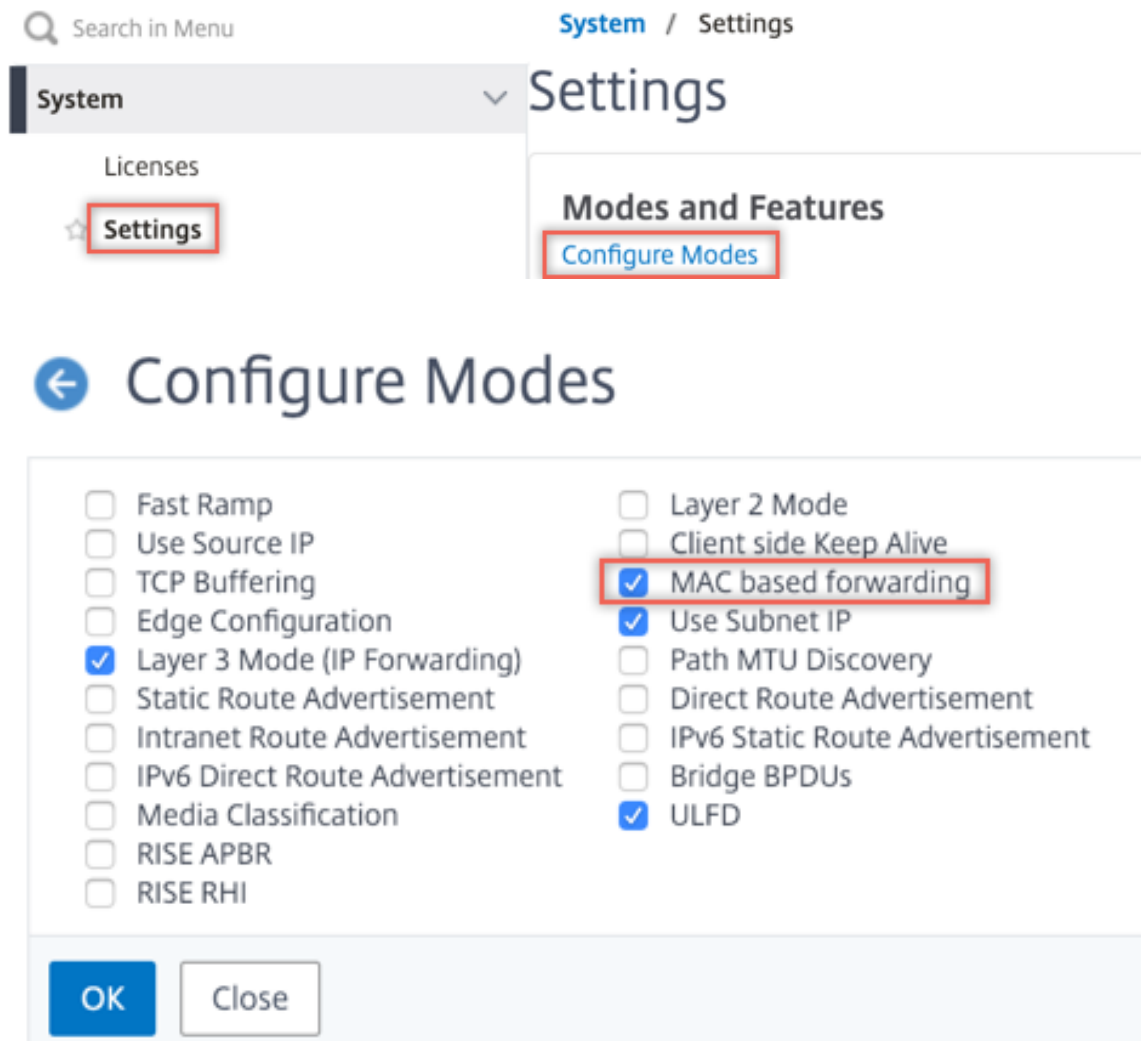 Search in Menu
System / Settings
System
Settings
Licenses
Settings
Modes and Features
Configure Modes
Configure Modes
Fast Ramp
Layer 2 Mode
Use Source IP
Client side Keep Alive
TCP Buffering
MAC based forwarding
Edge Configuration
Use Subnet IP
Layer 3 Mode (IP Forwarding)
Path MTU Discovery
Static Route Advertisement
Direct Route Advertisement
Intranet Route Advertisement
IPv6 Static Route Advertisement
IPv6 Direct Route Advertisement
Bridge BPDUs
Media Classification
ULFD
RISE APBR
RISE RHI
OK
Close